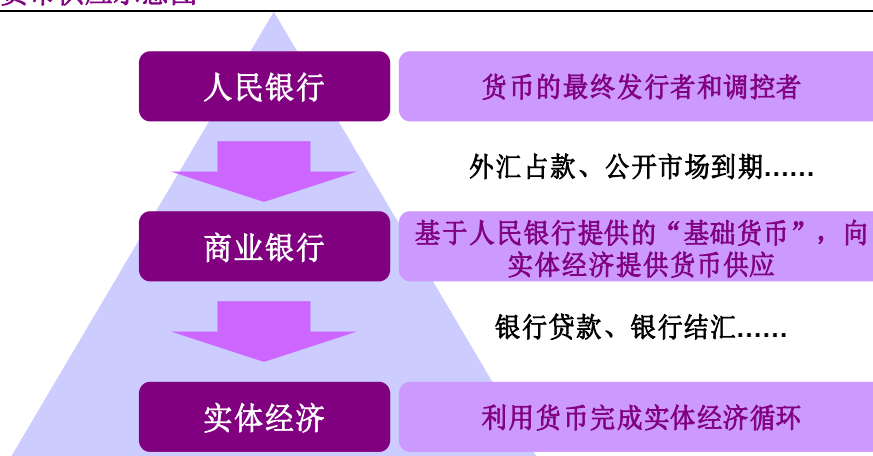 人民银行
货币的最终发行者和调控者
外汇占款、公开市场到期……
商业银行
基于人民银行提供的“基础货币”，向
实体经济提供货币供应
银行贷款、银行结汇……
实体经济
利用货币完成实体经济循环